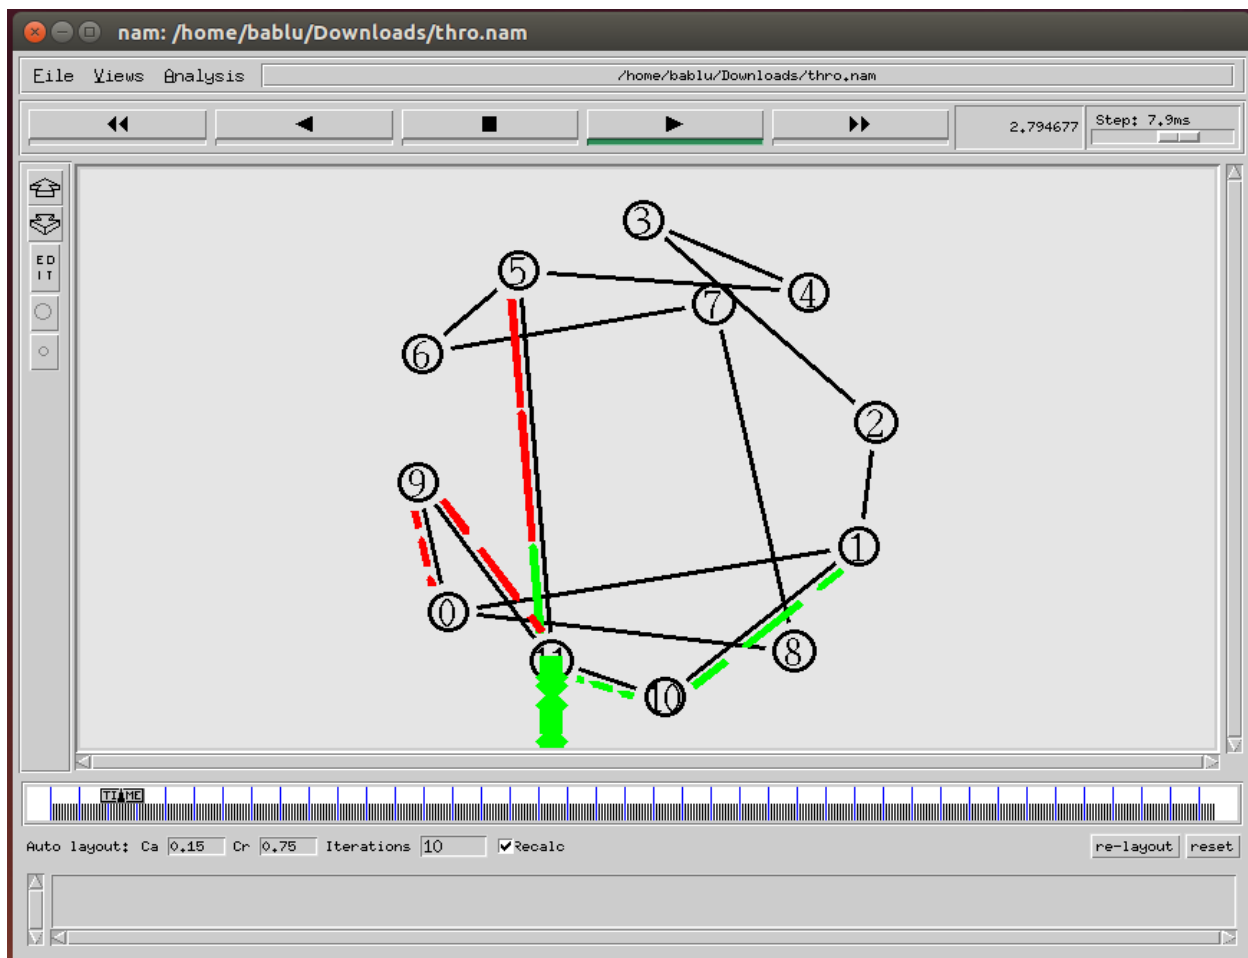 nam: /home/bablu/Downloads/thro.nam
File Views Analysis /home/bablu/Downloads/thro.nam
2.794677 Step: 7.9ms
ED
IT
3
5
4
7
6
2
9
1
0
11
8
10
TIME
Auto layout: Ca 0.15 Cr 0.75 Iterations 10 Recalc re-layout reset